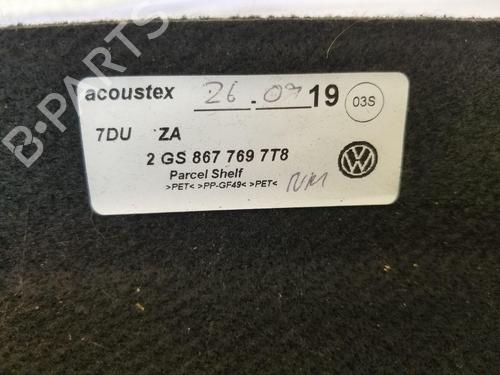 B-PARTS
acoustex 26.09 19 03S
7DU ZA
2 GS 867 769 7T8
Parcel Shelf
>PET< >PP-GF49< >PET<